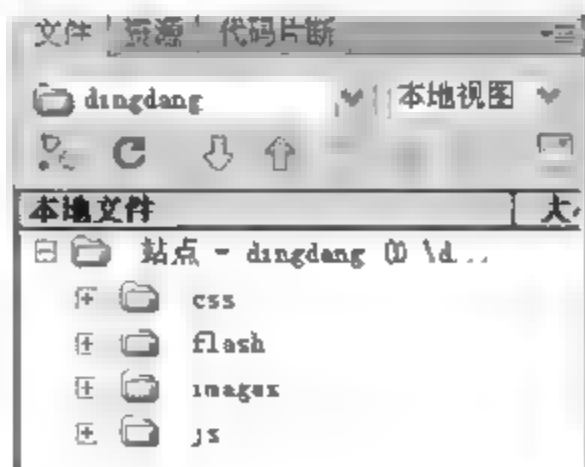 文件 资源 代码片断
dingdang 本地视图
本地文件 大
站点 - dingdang (D:\d...
css
flash
images
js